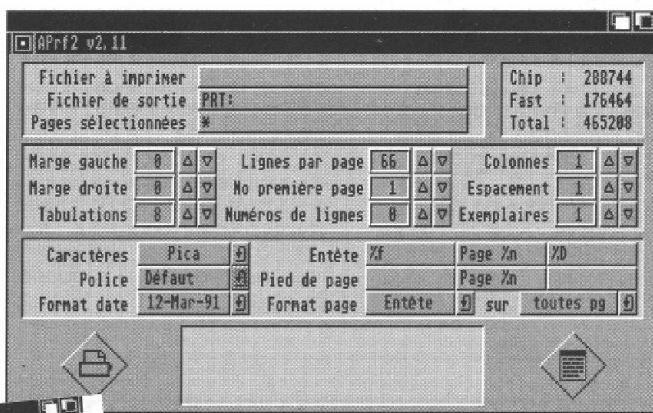 APrf2 v2.11
Fichier à imprimer
Fichier de sortie PRT:
Pages sélectionnées *
Chip : 288744
Fast : 176464
Total : 465208
Marge gauche 0 Lignes par page 66 Colonnes 1
Marge droite 0 No première page 1 Espacement 1
Tabulations 8 Numéros de lignes 0 Exemplaires 1
Caractères Pica Entête %f Page %n %D
Police Défaut Pied de page Page %n
Format date 12-Mar-91 Format page Entête sur toutes pg